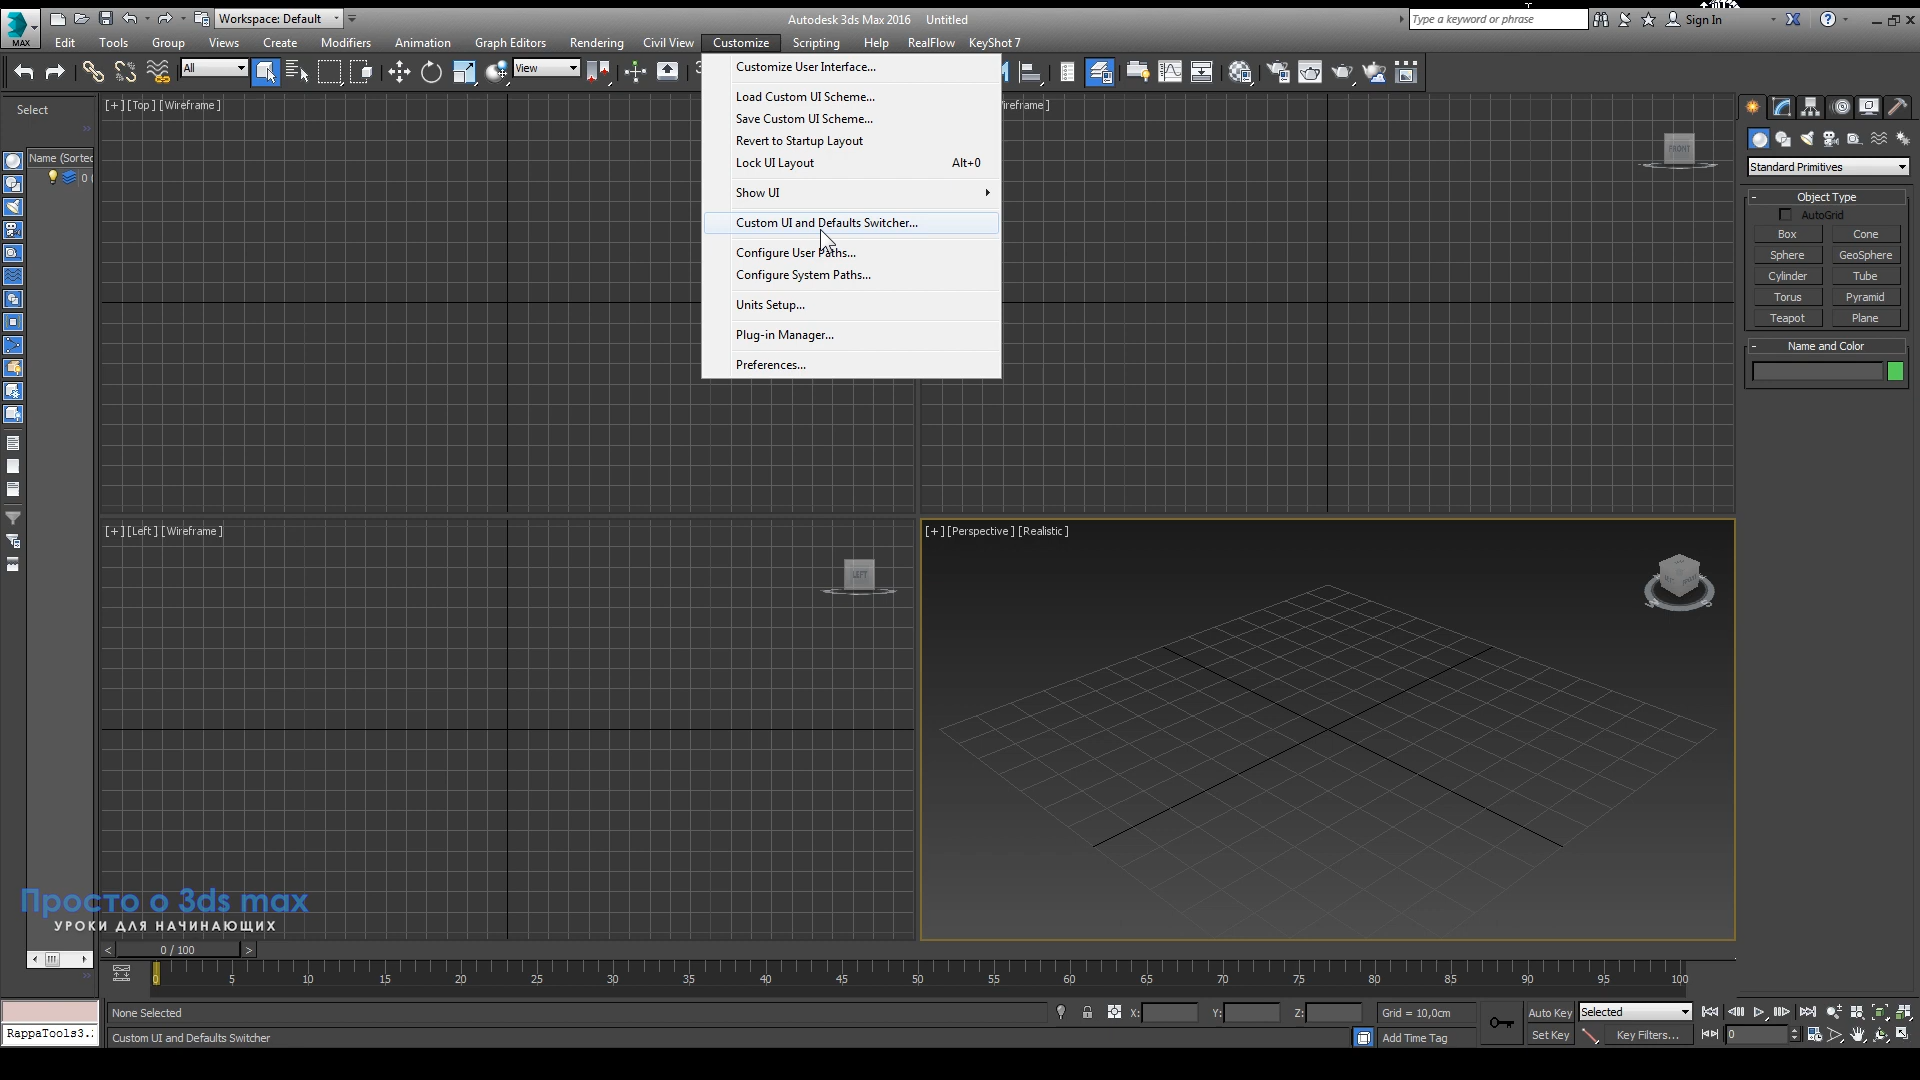 Workspace: Default
Autodesk 3ds Max 2016 Untitled
Type a keyword or phrase
Sign In
MAX
Edit Tools Group Views Create Modifiers Animation Graph Editors Rendering Civil View Customize Scripting Help RealFlow KeyShot 7
All
View
Customize User Interface...
Load Custom UI Scheme...
Save Custom UI Scheme...
Revert to Startup Layout
Lock UI Layout Alt+0
Show UI
Custom UI and Defaults Switcher...
Configure User Paths...
Configure System Paths...
Units Setup...
Plug-in Manager...
Preferences...
Select
Name (Sorted
0 (
[+] [Top] [Wireframe]
ireframe]
FRONT
Standard Primitives
- Object Type
AutoGrid
Box Cone
Sphere GeoSphere
Cylinder Tube
Torus Pyramid
Teapot Plane
- Name and Color
[+] [Left] [Wireframe]
LEFT
[+] [Perspective] [Realistic]
Просто о 3ds max
УРОКИ ДЛЯ НАЧИНАЮЩИХ
< 0 / 100 >
0 5 10 15 20 25 30 35 40 45 50 55 60 65 70 75 80 85 90 95 100
None Selected
X: Y: Z:
Grid = 10,0cm
Auto Key
Selected
RappaTools3.
Custom UI and Defaults Switcher
Add Time Tag
Set Key
Key Filters...
0